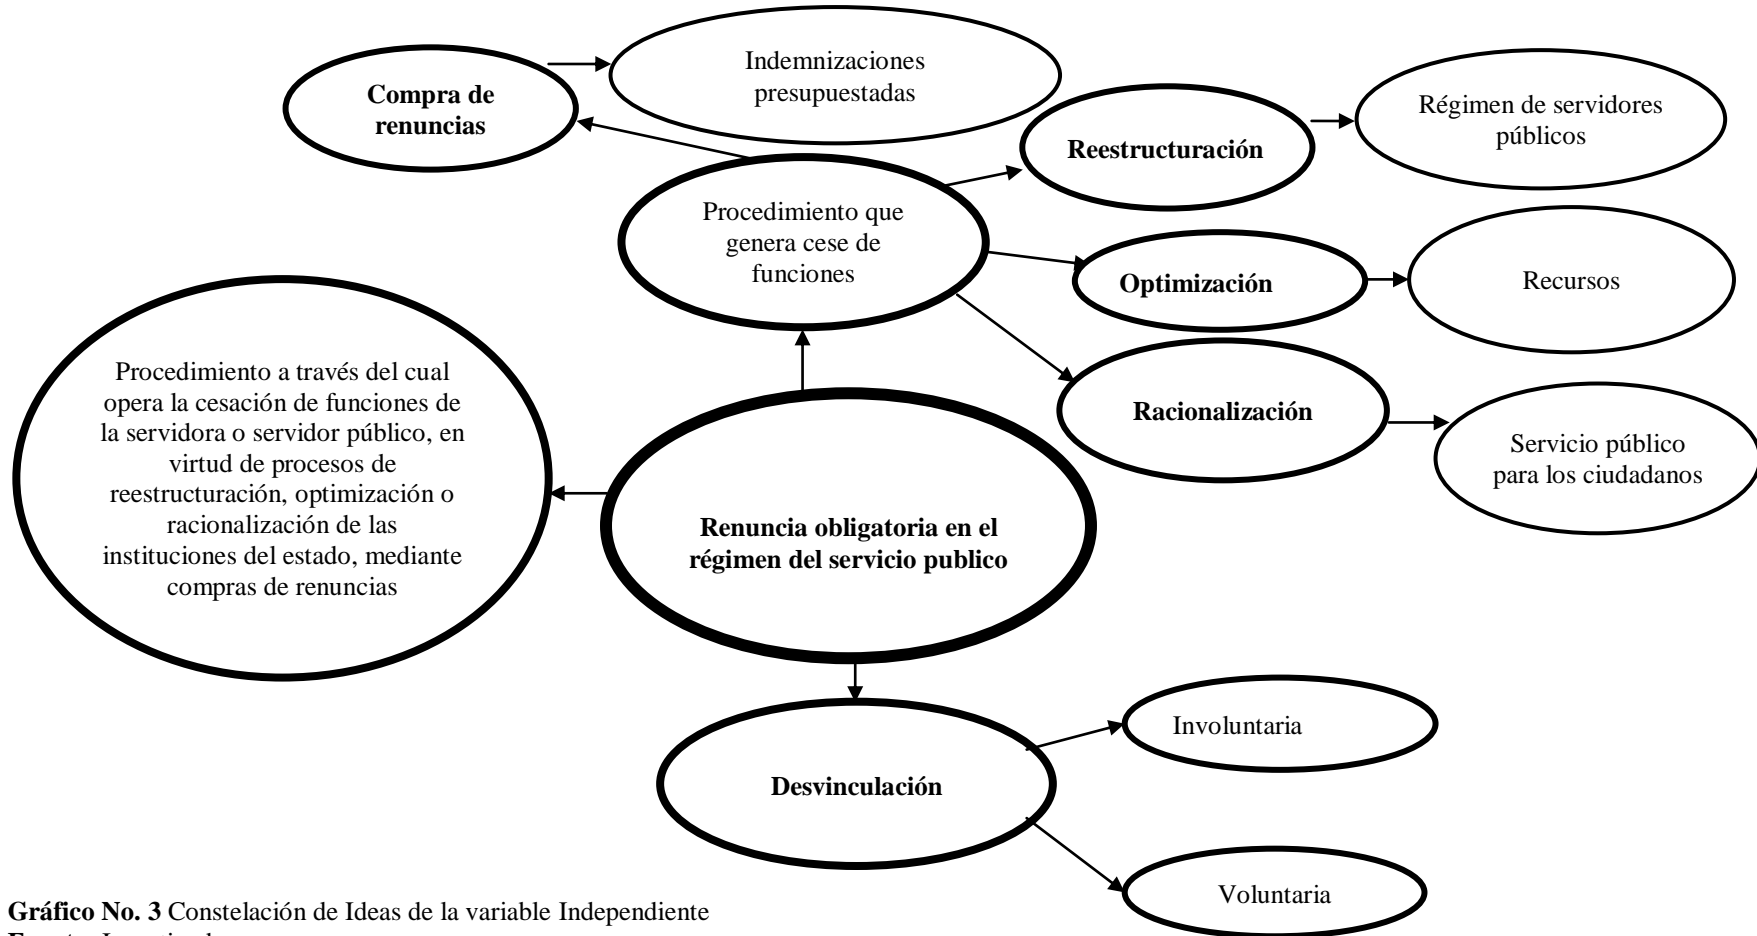 Indemnizaciones
presupuestadas
Compra de
renuncias
Régimen de servidores
públicos
Reestructuración
Procedimiento que
genera cese de
funciones
Optimización
Recursos
Procedimiento a través del cual
opera la cesación de funciones de
la servidora o servidor público, en
virtud de procesos de
reestructuración, optimización o
racionalización de las
instituciones del estado, mediante
compras de renuncias
Racionalización
Servicio público
para los ciudadanos
Renuncia obligatoria en el
régimen del servicio publico
Desvinculación
Involuntaria
Voluntaria
Gráfico No. 3 Constelación de Ideas de la variable Independiente